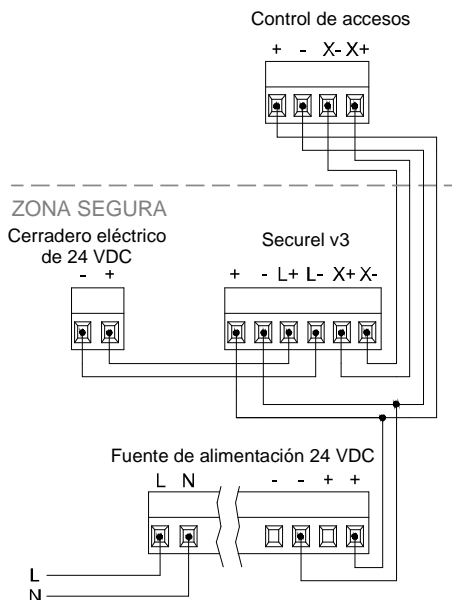 Control de accesos
+ - X- X+
ZONA SEGURA
Cerradero eléctrico
de 24 VDC
- +
Securel v3
+ - L+ L- X+ X-
Fuente de alimentación 24 VDC
L N - - + +
L
N